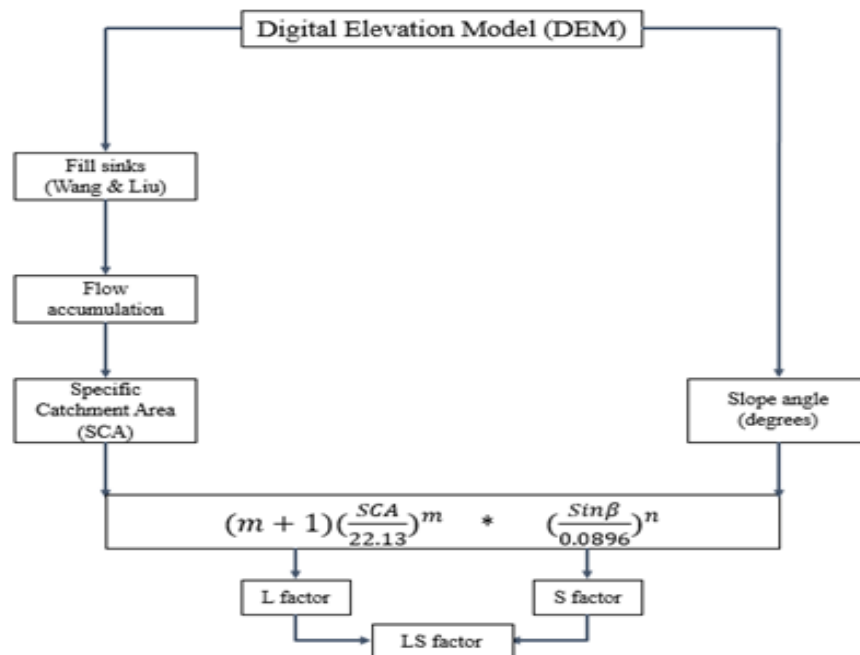 Digital Elevation Model (DEM)
Fill sinks
(Wang & Liu)
Flow
accumulation
Specific
Catchment Area
(SCA)
Slope angle
(degrees)
(m + 1)(SCA/22.13)^m * (Sinβ/0.0896)^n
L factor
S factor
LS factor